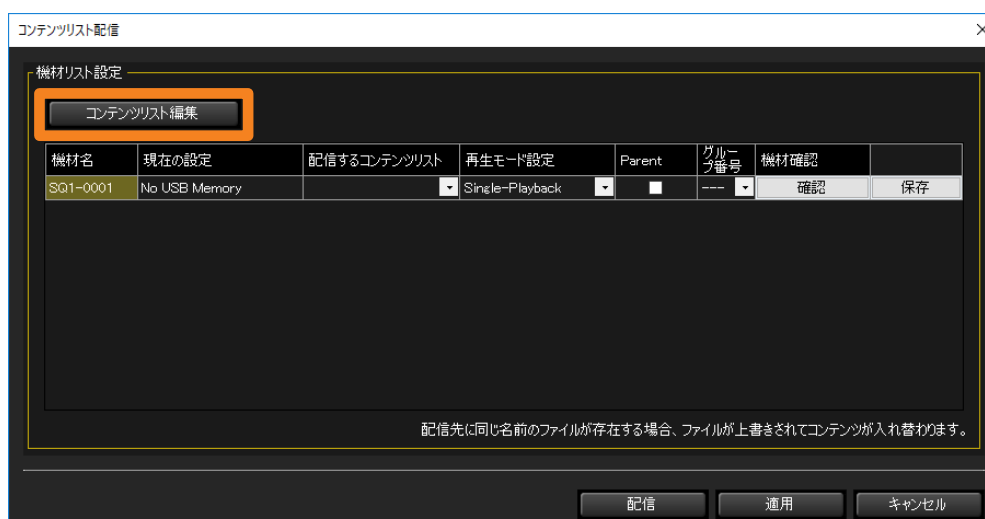 コンテンツリスト配信
機材リスト設定
コンテンツリスト編集
機材名 現在の設定 配信するコンテンツリスト 再生モード設定 Parent グループ番号 機材確認
SQ1-0001 No USB Memory Single-Playback --- 確認 保存
配信先に同じ名前のファイルが存在する場合、ファイルが上書きされてコンテンツが入れ替わります。
配信 適用 キャンセル